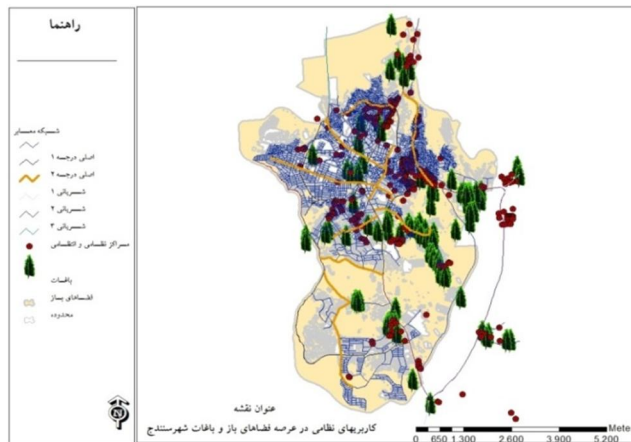 راهنما
شبکه معابر
اصلی درجه ۱
اصلی درجه ۲
شریانی ۱
شریانی ۲
شریانی ۳
مراکز نظامی و انتظامی
باغات
فضاهای باز
محدوده
عنوان نقشه
کاربریهای نظامی در عرصه فضاهای باز و باغات شهرسنندج
Mete
0 650 1.300 2.600 3.900 5.200